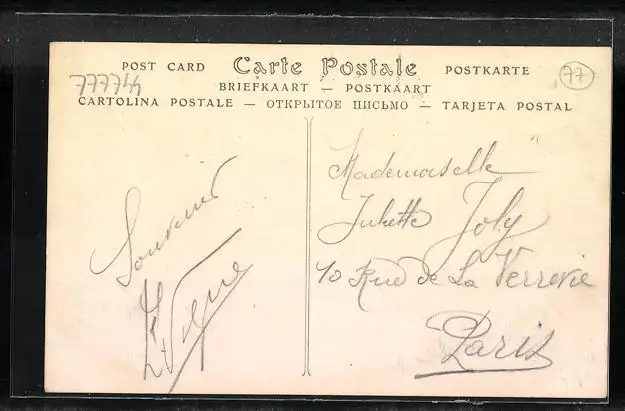 POST CARD Carte Postale POSTKARTE
777744
77
BRIEFKAART — POSTKAART
CARTOLINA POSTALE — ОТКРЫТОЕ ПИСЬМО — TARJETA POSTAL
Mademoiselle
Juliette Joly
10 Rue de La Verrerie
Paris
Souvenir